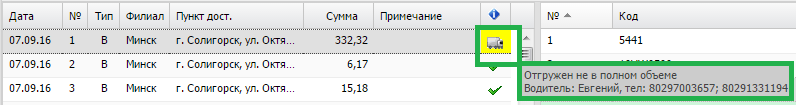 Дата № Тип Филиал Пункт дост. Сумма Примечание № Код
07.09.16 1 В Минск г. Солигорск, ул. Октя... 332,32 1 5441
07.09.16 2 В Минск г. Солигорск, ул. Октя... 6,17 2
07.09.16 3 В Минск г. Солигорск, ул. Октя... 15,18
Отгружен не в полном объеме
Водитель: Евгений, тел: 80297003657; 80291331194